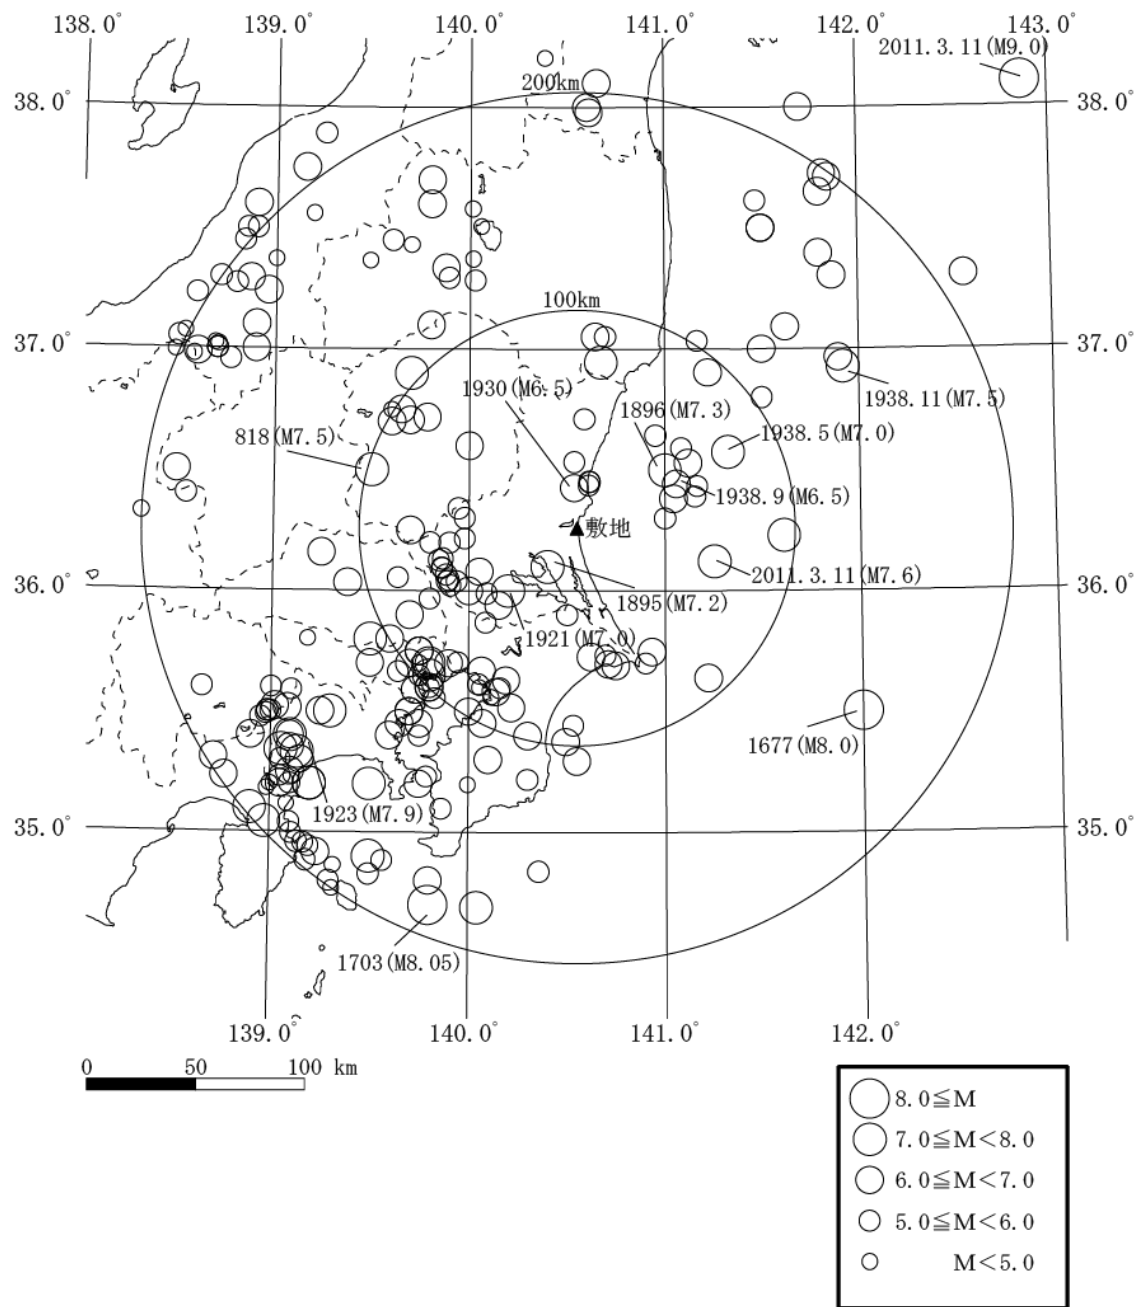 138.0° 139.0° 140.0° 141.0° 142.0° 143.0°
2011.3.11(M9.0)
200km
38.0° 38.0°
100km
37.0° 37.0°
1930(M6.5)
1938.11(M7.5)
1896(M7.3)
818(M7.5)
1938.5(M7.0)
1938.9(M6.5)
▲敷地
2011.3.11(M7.6)
36.0° 36.0°
1895(M7.2)
1921(M7.0)
1677(M8.0)
1923(M7.9)
35.0° 35.0°
1703(M8.05)
139.0° 140.0° 141.0° 142.0°
0 50 100 km
8.0≦M
7.0≦M<8.0
6.0≦M<7.0
5.0≦M<6.0
M<5.0